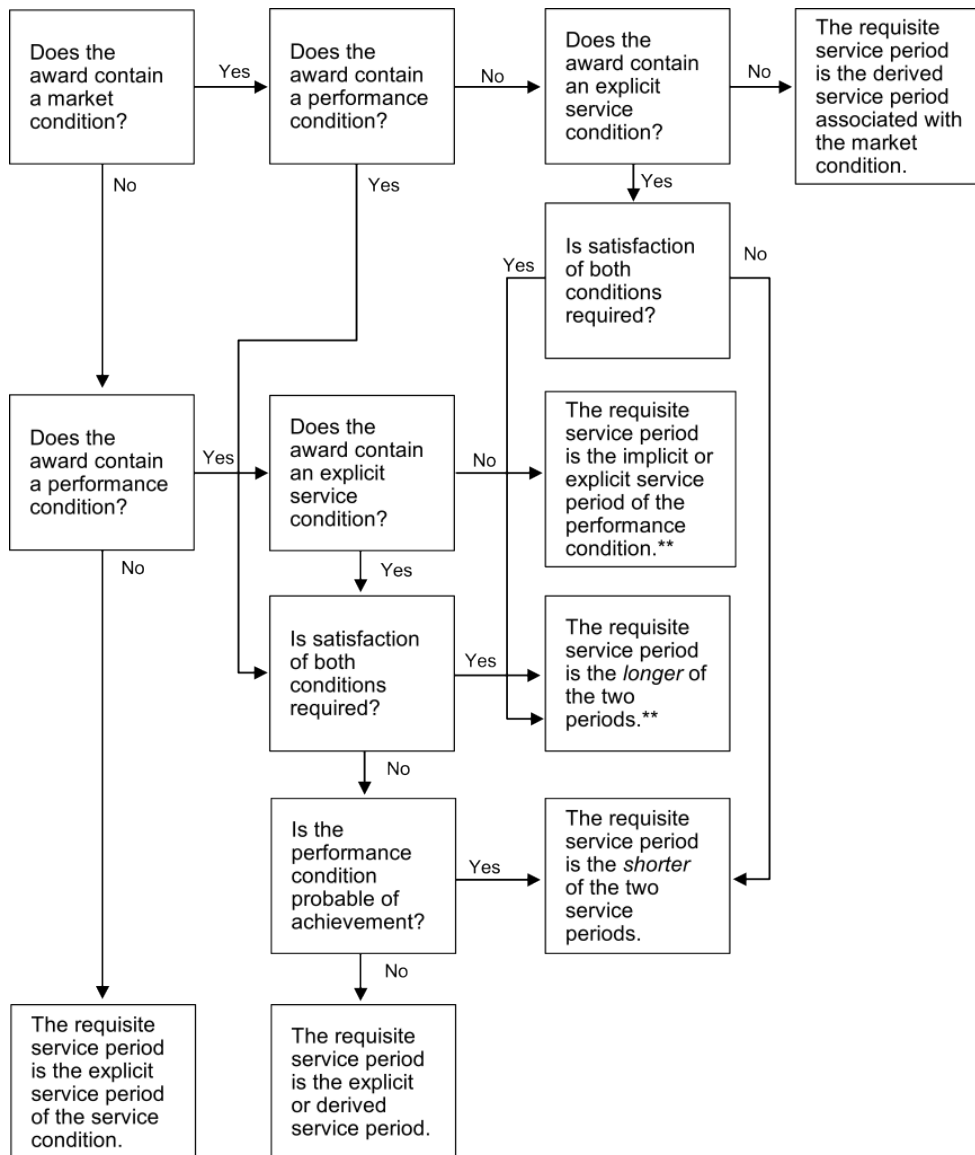 Does the
award contain
a market
condition?
Yes
Does the
award contain
a performance
condition?
No
Does the
award contain
an explicit
service
condition?
No
The requisite
service period
is the derived
service period
associated with
the market
condition.
No
Yes
Yes
Is satisfaction
of both
conditions
required?
Yes
No
Does the
award contain
a performance
condition?
Yes
Does the
award contain
an explicit
service
condition?
No
The requisite
service period
is the implicit or
explicit service
period of the
performance
condition.**
No
Yes
Is satisfaction
of both
conditions
required?
Yes
The requisite
service period
is the longer of
the two
periods.**
No
Is the
performance
condition
probable of
achievement?
Yes
The requisite
service period
is the shorter
of the two
service
periods.
No
The requisite
service period
is the explicit
service period
of the service
condition.
The requisite
service period
is the explicit
or derived
service period.